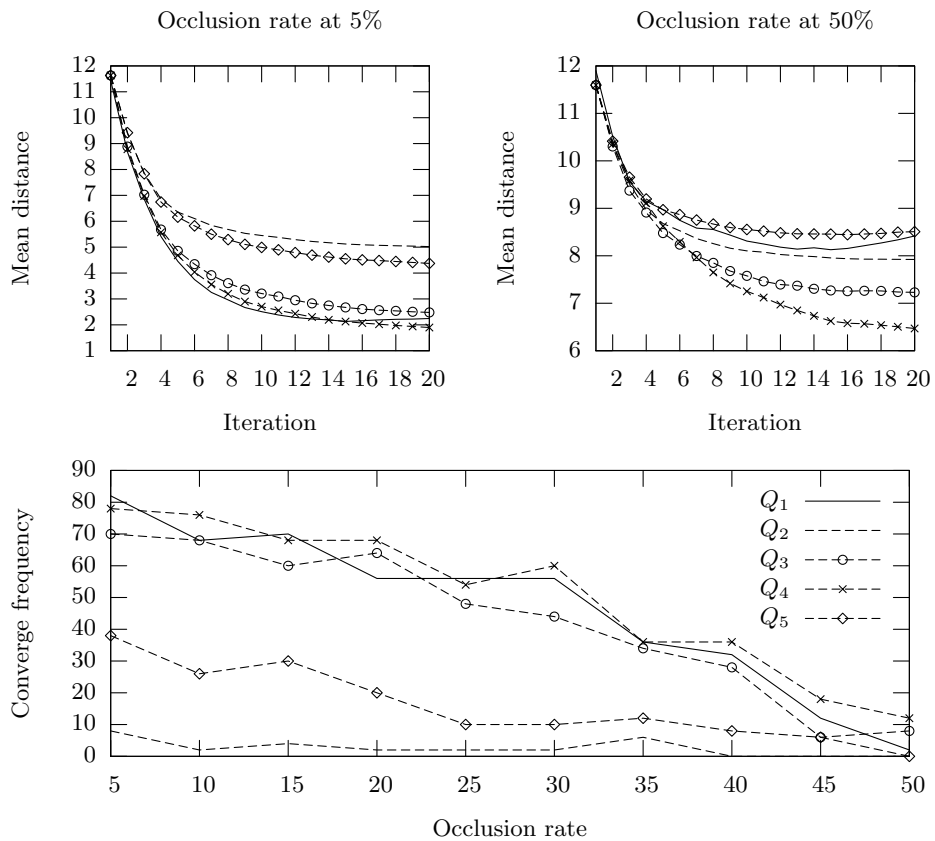 Occlusion rate at 5%
12
11
10
9
8
7
6
5
4
3
2
1
2 4 6 8 10 12 14 16 18 20
Mean distance
Iteration
Occlusion rate at 50%
12
11
10
9
8
7
6
2 4 6 8 10 12 14 16 18 20
Mean distance
Iteration
90
80
70
60
50
40
30
20
10
0
5 10 15 20 25 30 35 40 45 50
Converge frequency
Occlusion rate
Q1
Q2
Q3
Q4
Q5